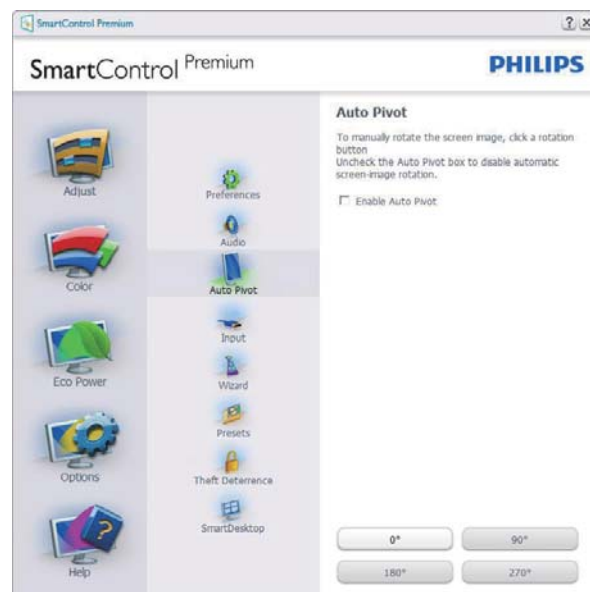 SmartControl Premium
? X
SmartControl Premium
PHILIPS
Adjust
Color
Eco Power
Options
Help
Preferences
Audio
Auto Pivot
Input
Wizard
Presets
Theft Deterrence
SmartDesktop
Auto Pivot
To manually rotate the screen image, click a rotation
button
Uncheck the Auto Pivot box to disable automatic
screen-image rotation.
Enable Auto Pivot
0°
90°
180°
270°